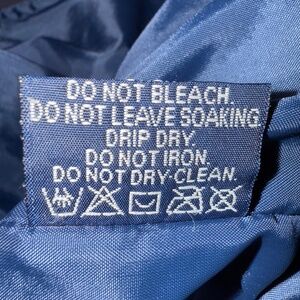 DO NOT BLEACH.
DO NOT LEAVE SOAKING
DRIP DRY.
DO NOT IRON.
DO NOT DRY-CLEAN.